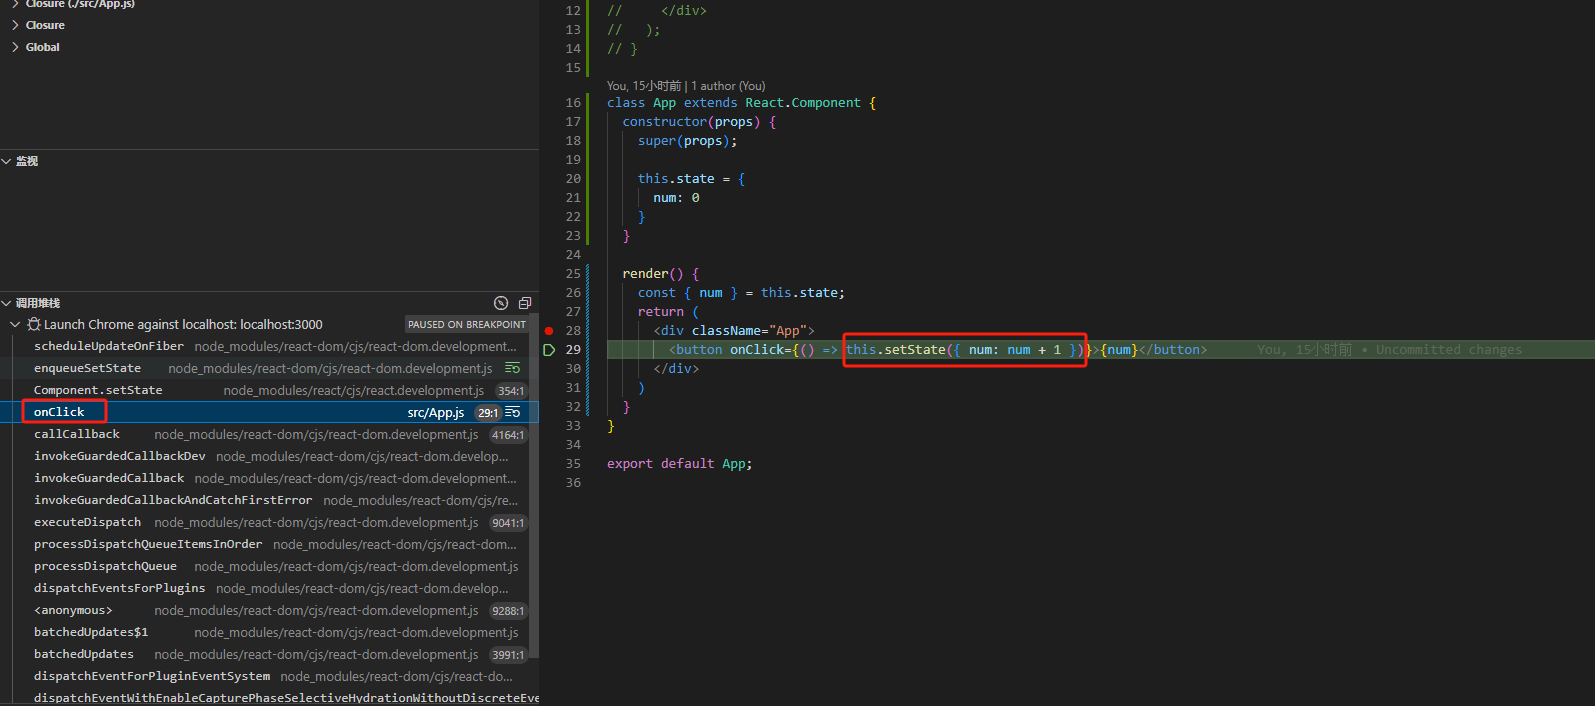 Closure (./src/App.js)
Closure
Global
监视
调用堆栈
Launch Chrome against localhost: localhost:3000 PAUSED ON BREAKPOINT
scheduleUpdateOnFiber node_modules/react-dom/cjs/react-dom.development...
enqueueSetState node_modules/react-dom/cjs/react-dom.development.js
Component.setState node_modules/react/cjs/react.development.js 354:1
onClick src/App.js 29:1
callCallback node_modules/react-dom/cjs/react-dom.development.js 4164:1
invokeGuardedCallbackDev node_modules/react-dom/cjs/react-dom.develop...
invokeGuardedCallback node_modules/react-dom/cjs/react-dom.development...
invokeGuardedCallbackAndCatchFirstError node_modules/react-dom/cjs/re...
executeDispatch node_modules/react-dom/cjs/react-dom.development.js 9041:1
processDispatchQueueItemsInOrder node_modules/react-dom/cjs/react-dom...
processDispatchQueue node_modules/react-dom/cjs/react-dom.development.js
dispatchEventsForPlugins node_modules/react-dom/cjs/react-dom.develop...
<anonymous> node_modules/react-dom/cjs/react-dom.development.js 9288:1
batchedUpdates$1 node_modules/react-dom/cjs/react-dom.development.js
batchedUpdates node_modules/react-dom/cjs/react-dom.development.js 3991:1
dispatchEventForPluginEventSystem node_modules/react-dom/cjs/react-do...
dispatchEventWithEnableCapturePhaseSelectiveHydrationWithoutDiscreteEve
12 // </div>
13 // );
14 // }
15
You, 15小时前 | 1 author (You)
16 class App extends React.Component {
17 constructor(props) {
18 super(props);
19
20 this.state = {
21 num: 0
22 }
23 }
24
25 render() {
26 const { num } = this.state;
27 return (
28 <div className="App">
29 <button onClick={() => this.setState({ num: num + 1 })}>{num}</button> You, 15小时前 • Uncommitted changes
30 </div>
31 )
32 }
33 }
34
35 export default App;
36